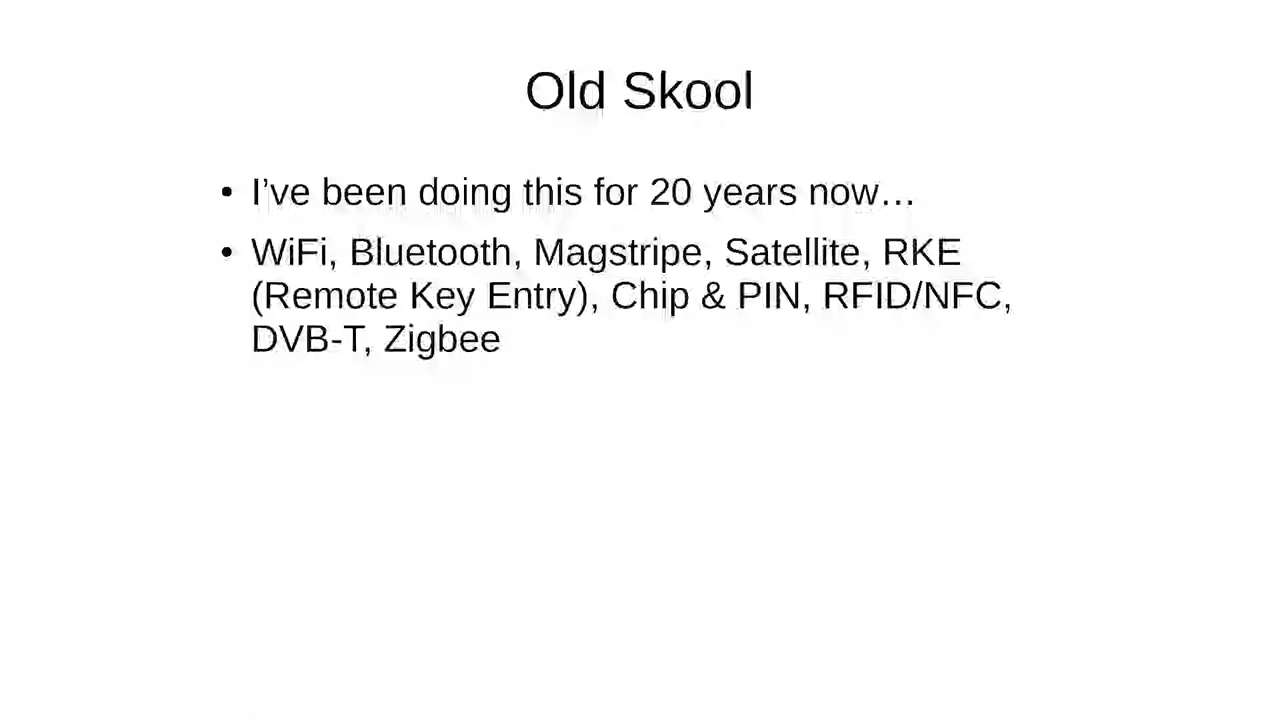 Old Skool
• I’ve been doing this for 20 years now…
• WiFi, Bluetooth, Magstripe, Satellite, RKE
(Remote Key Entry), Chip & PIN, RFID/NFC,
DVB-T, Zigbee